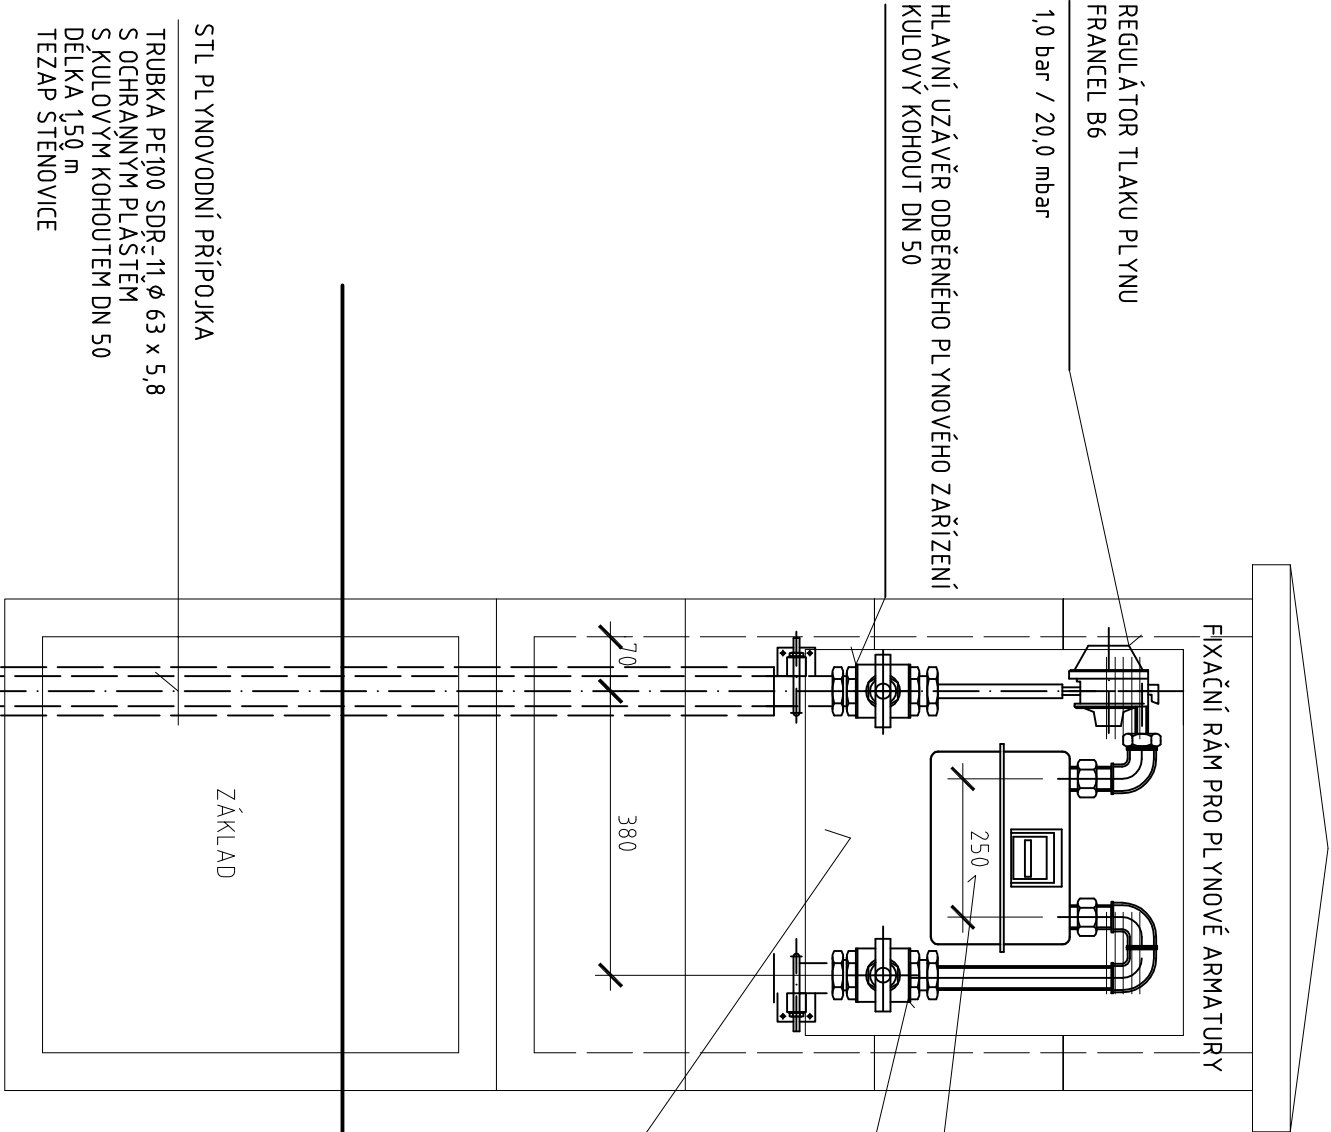 REGULÁTOR TLAKU PLYNU
FRANCEL B6
1,0 bar / 20,0 mbar
HLAVNÍ UZÁVĚR ODBĚRNÉHO PLYNOVÉHO ZAŘÍZENÍ
KULOVÝ KOHOUT DN 50
STL PLYNOVODNÍ PŘÍPOJKA
TRUBKA PE100 SDR-11 ϕ 63 x 5,8
S OCHRANNÝM PLÁŠTĚM
S KULOVÝM KOHOUTEM DN 50
DÉLKA 1,50 m
TEZAP ŠTĚNOVICE
FIXAČNÍ RÁM PRO PLYNOVÉ ARMATURY
250
70
380
ZÁKLAD